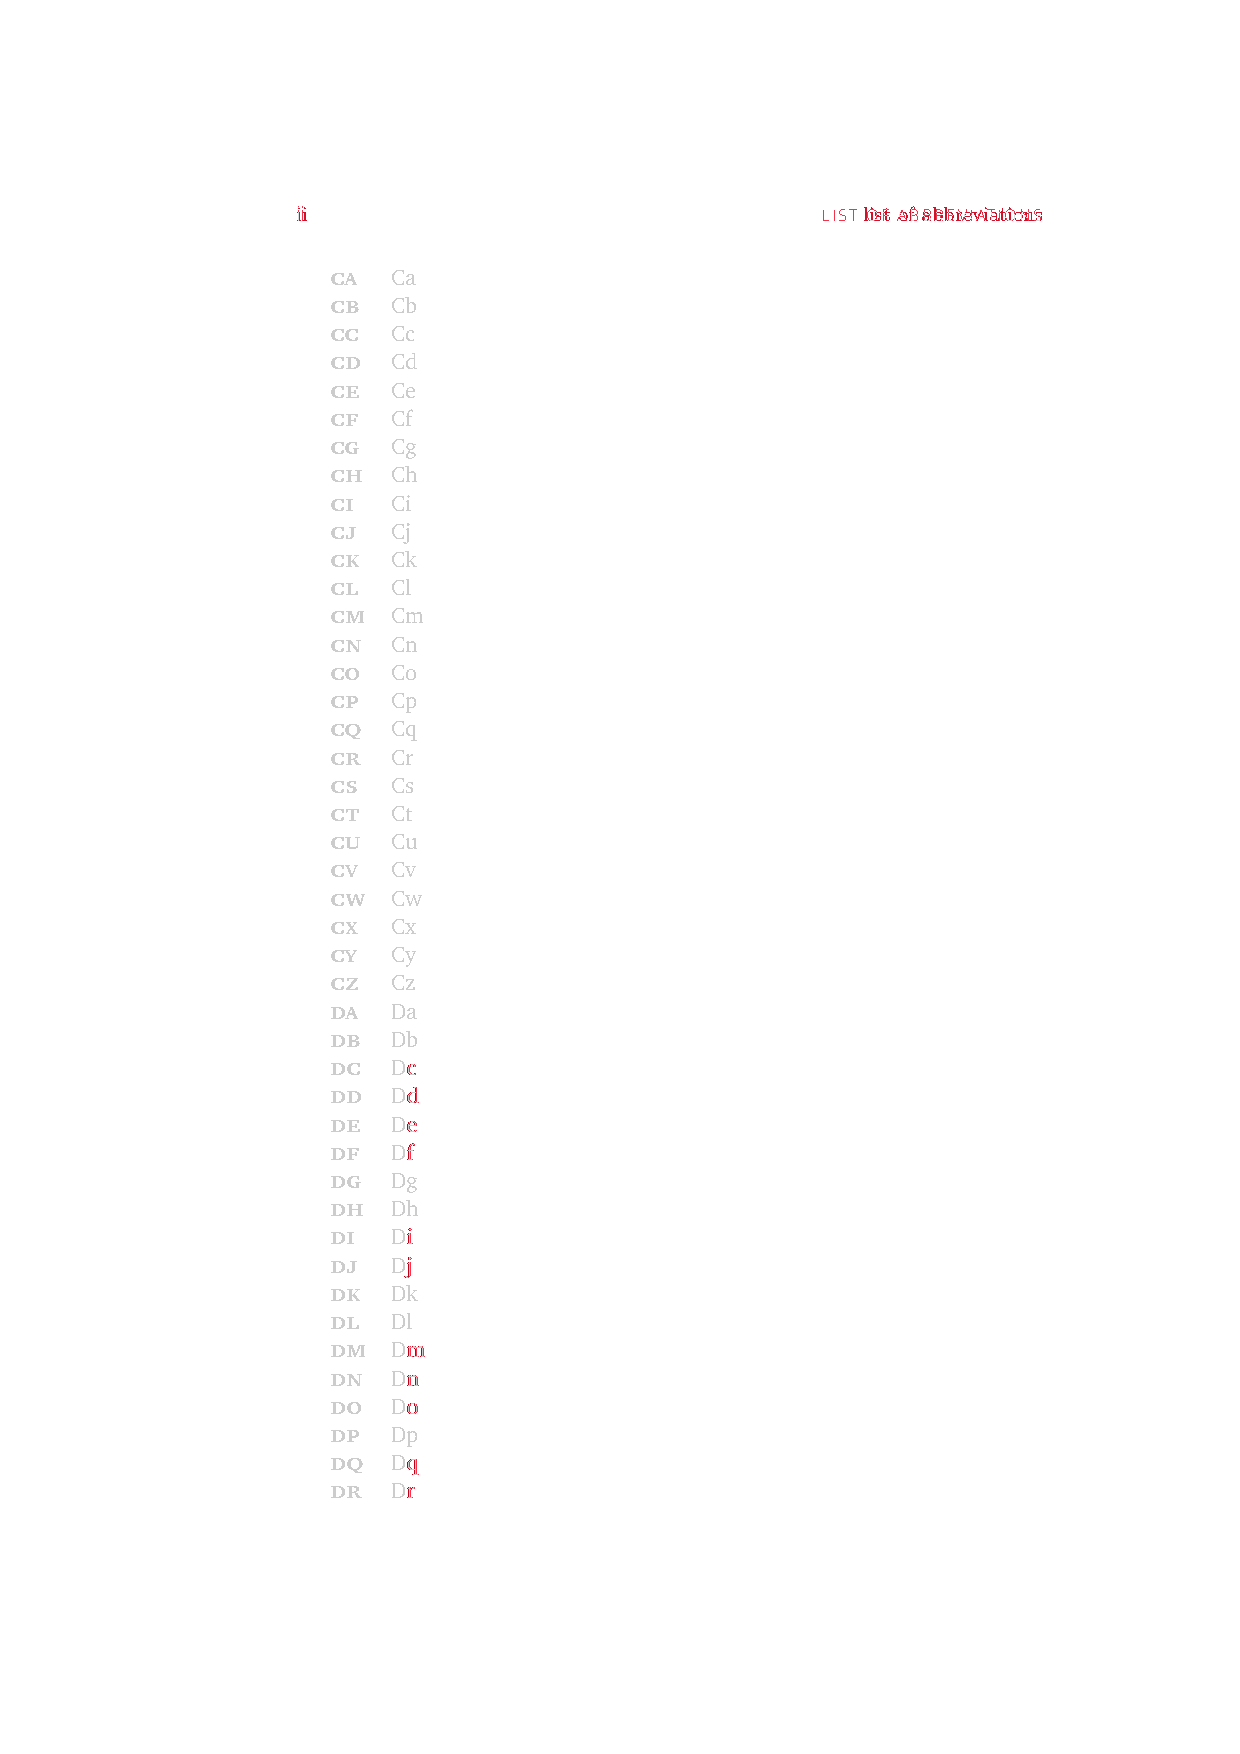 ii LIST OF ABBREVIATIONS list of abbreviations
CA Ca
CB Cb
CC Cc
CD Cd
CE Ce
CF Cf
CG Cg
CH Ch
CI Ci
CJ Cj
CK Ck
CL Cl
CM Cm
CN Cn
CO Co
CP Cp
CQ Cq
CR Cr
CS Cs
CT Ct
CU Cu
CV Cv
CW Cw
CX Cx
CY Cy
CZ Cz
DA Da
DB Db
DC Dc
DD Dd
DE De
DF Df
DG Dg
DH Dh
DI Di
DJ Dj
DK Dk
DL Dl
DM Dm
DN Dn
DO Do
DP Dp
DQ Dq
DR Dr